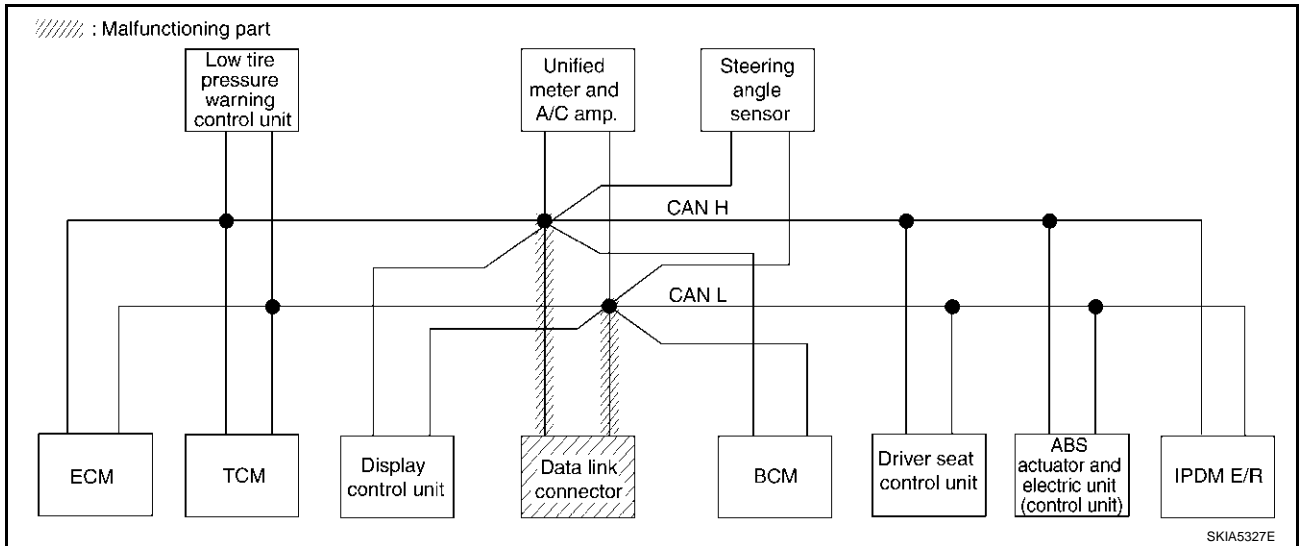 : Malfunctioning part
Low tire
pressure
warning
control unit
Unified
meter and
A/C amp.
Steering
angle
sensor
CAN H
CAN L
ECM
TCM
Display
control unit
Data link
connector
BCM
Driver seat
control unit
ABS
actuator and
electric unit
(control unit)
IPDM E/R
SKIA5327E